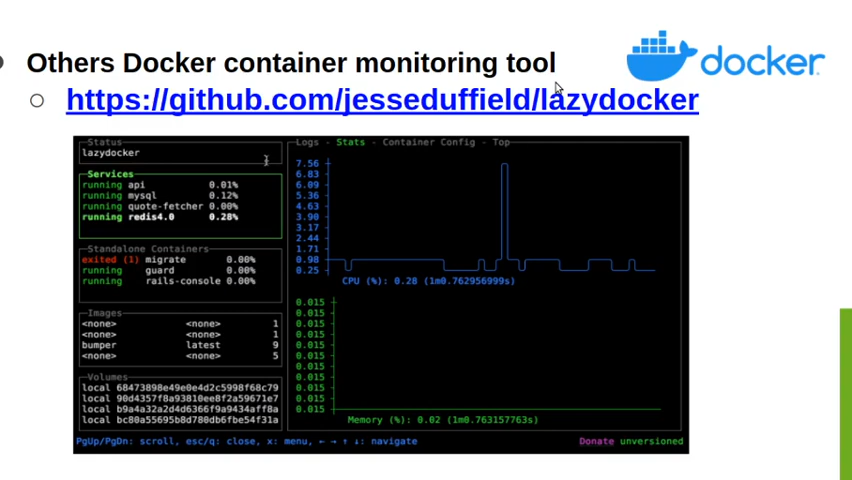 Others Docker container monitoring tool
docker
https://github.com/jesseduffield/lazydocker
Status
lazydocker
Services
running api 0.01%
running mysql 0.12%
running quote-fetcher 0.00%
running redis4.0 0.28%
Standalone Containers
exited (1) migrate 0.00%
running guard 0.00%
running rails-console 0.00%
Images
<none> <none> 1
<none> <none> 1
bumper latest 9
<none> <none> 5
Volumes
local 68473898e49e0e4d2c5998f68c79
local 90d4357f8a93810ee8f2a59671e7
local b9a4a32a2d4d6366f9a9434aff8a
local bc80a55695b8d780db6fbe54f31a
Logs - Stats - Container Config - Top
7.56
6.83
6.09
5.36
4.63
3.90
3.17
2.44
1.71
0.98
0.25
CPU (%): 0.28 (1m0.762956999s)
0.015
0.015
0.015
0.015
0.015
0.015
0.015
0.015
0.015
0.015
0.015
Memory (%): 0.02 (1m0.763157763s)
PgUp/PgDn: scroll, esc/q: close, x: menu, ← → ↑ ↓: navigate
Donate unversioned